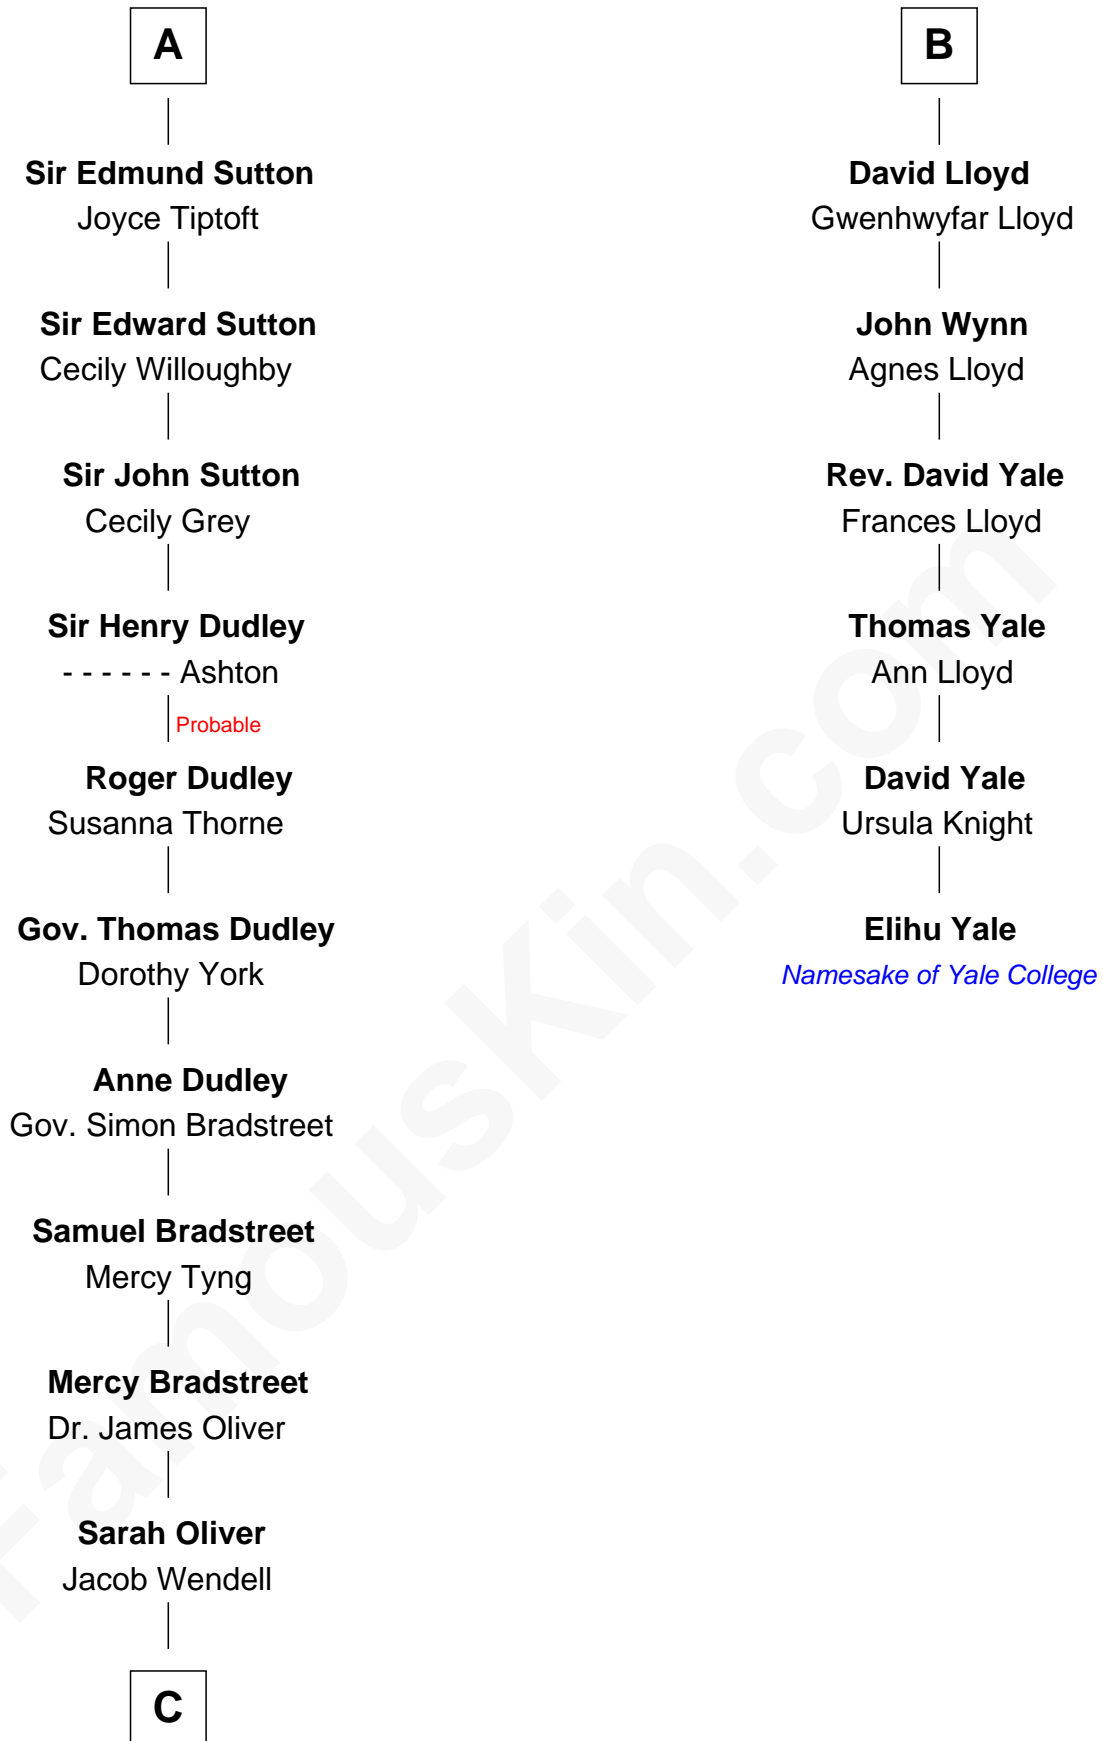 A
Sir Edmund Sutton
Joyce Tiptoft
Sir Edward Sutton
Cecily Willoughby
Sir John Sutton
Cecily Grey
Sir Henry Dudley
- - - - - - Ashton
Probable
Roger Dudley
Susanna Thorne
Gov. Thomas Dudley
Dorothy York
Anne Dudley
Gov. Simon Bradstreet
Samuel Bradstreet
Mercy Tyng
Mercy Bradstreet
Dr. James Oliver
Sarah Oliver
Jacob Wendell
C
B
David Lloyd
Gwenhwyfar Lloyd
John Wynn
Agnes Lloyd
Rev. David Yale
Frances Lloyd
Thomas Yale
Ann Lloyd
David Yale
Ursula Knight
Elihu Yale
Namesake of Yale College
FamousKin.com